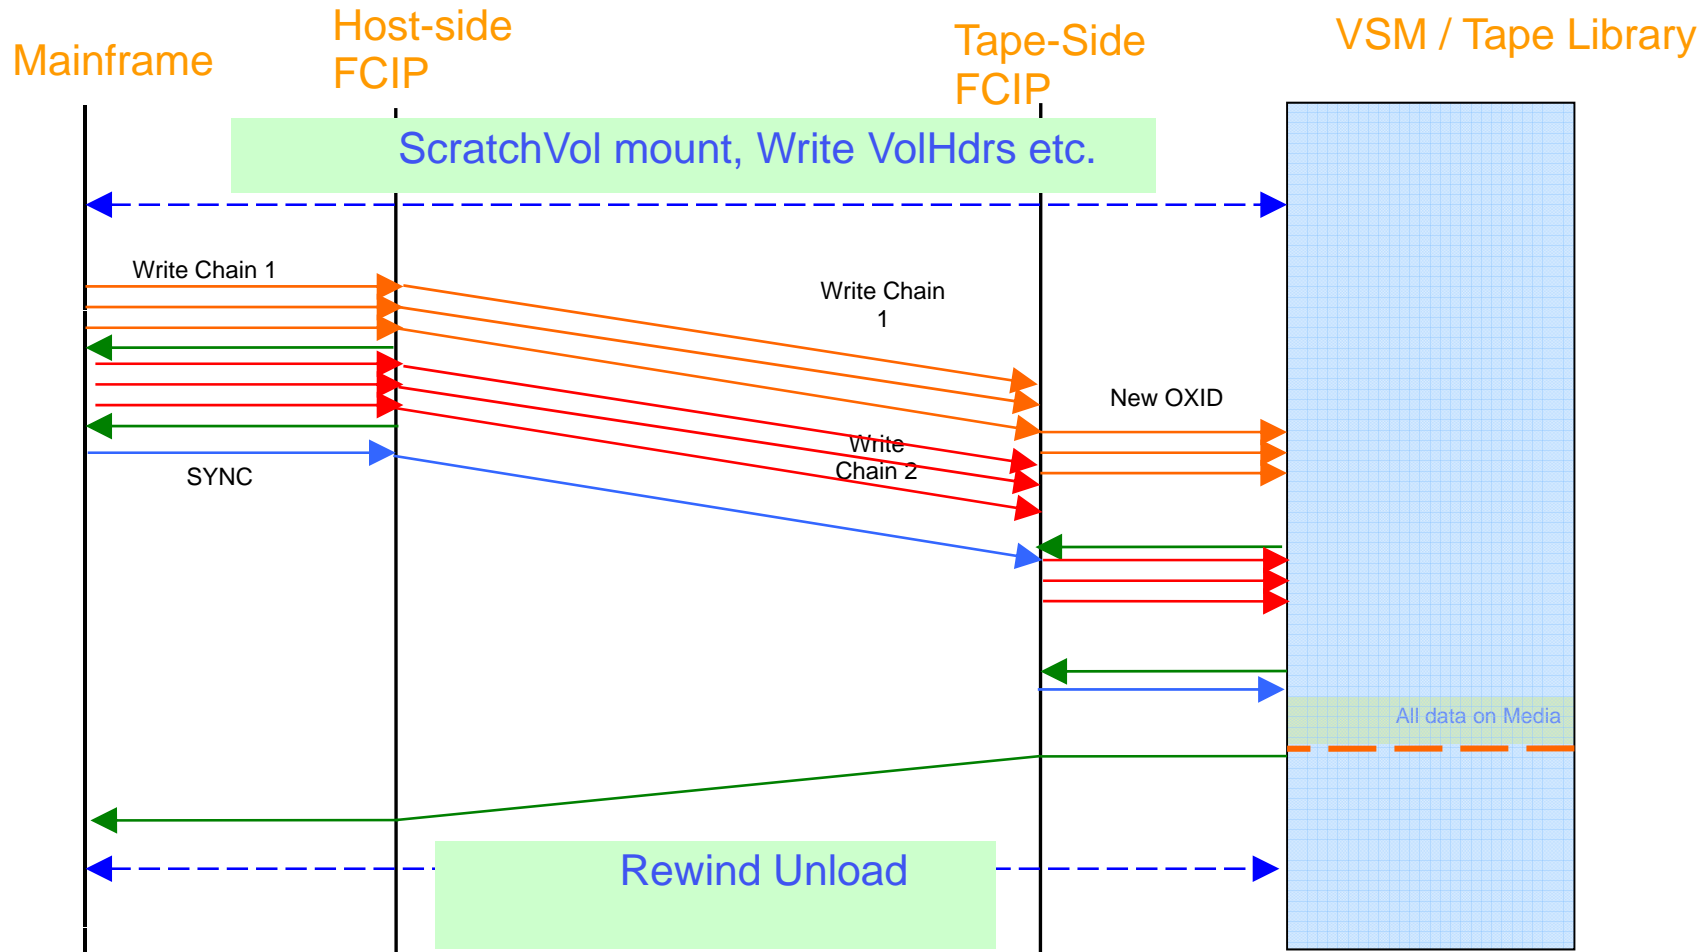 Mainframe
Host-side
FCIP
Tape-Side
FCIP
VSM / Tape Library
ScratchVol mount, Write VolHdrs etc.
Write Chain 1
Write Chain
1
New OXID
Write
Chain 2
SYNC
All data on Media
Rewind Unload